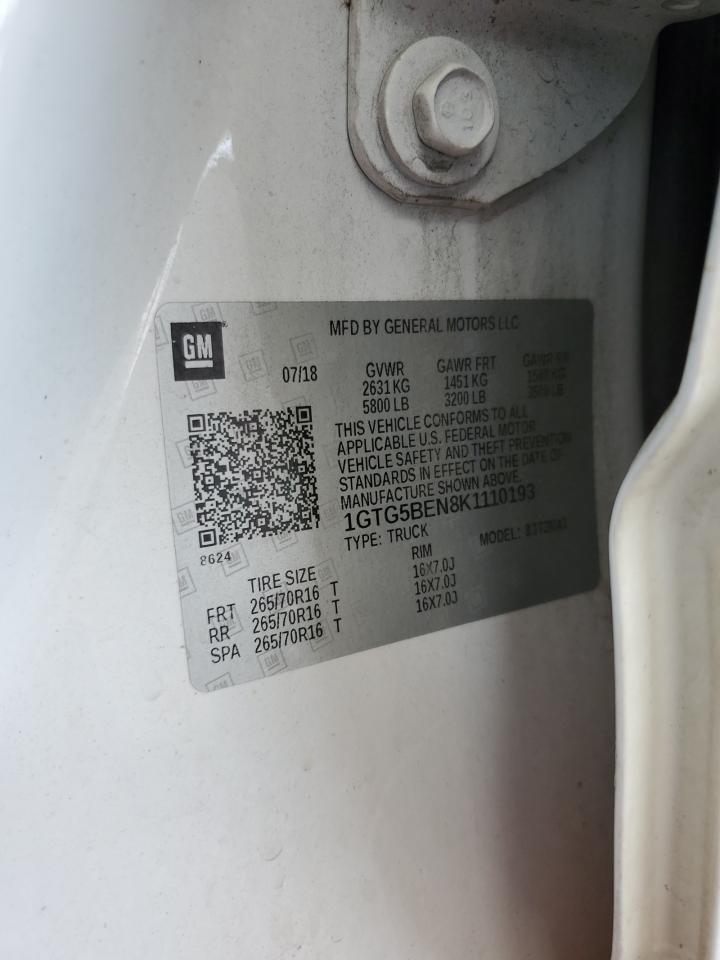 GM
MFD BY GENERAL MOTORS LLC
07/18
GVWR GAWR FRT GAWR RR
2631 KG 1451 KG
5800 LB 3200 LB
THIS VEHICLE CONFORMS TO ALL
APPLICABLE U.S. FEDERAL MOTOR
VEHICLE SAFETY AND THEFT PREVENTION
STANDARDS IN EFFECT ON THE DATE OF
MANUFACTURE SHOWN ABOVE.
1GTG5BEN8K1110193
TYPE: TRUCK MODEL:
8624
TIRE SIZE RIM
FRT 265/70R16 T 16X7.0J
RR 265/70R16 T 16X7.0J
SPA 265/70R16 T 16X7.0J